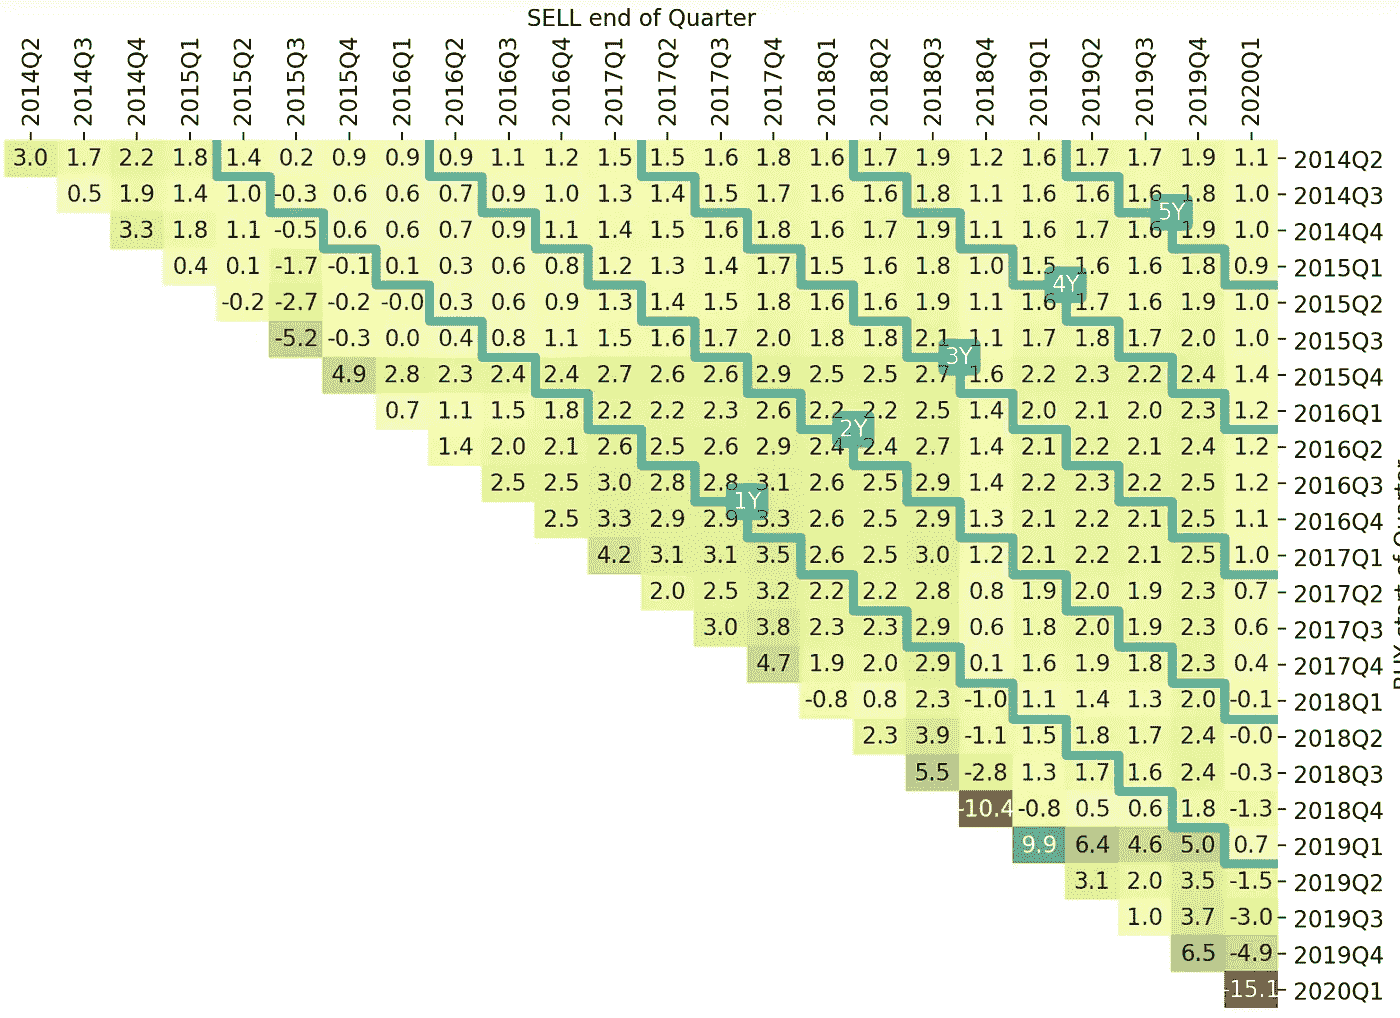 SELL end of Quarter
2014Q2 2014Q3 2014Q4 2015Q1 2015Q2 2015Q3 2015Q4 2016Q1 2016Q2 2016Q3 2016Q4 2017Q1 2017Q2 2017Q3 2017Q4 2018Q1 2018Q2 2018Q3 2018Q4 2019Q1 2019Q2 2019Q3 2019Q4 2020Q1
3.0 1.7 2.2 1.8 1.4 0.2 0.9 0.9 0.9 1.1 1.2 1.5 1.5 1.6 1.8 1.6 1.7 1.9 1.2 1.6 1.7 1.7 1.9 1.1 2014Q2
0.5 1.9 1.4 1.0 -0.3 0.6 0.6 0.7 0.9 1.0 1.3 1.4 1.5 1.7 1.6 1.6 1.8 1.1 1.6 1.6 1.6 1.8 1.0 2014Q3
5Y
3.3 1.8 1.1 -0.5 0.6 0.6 0.7 0.9 1.1 1.4 1.5 1.6 1.8 1.6 1.7 1.9 1.1 1.6 1.7 1.6 1.9 1.0 2014Q4
0.4 0.1 -1.7 -0.1 0.1 0.3 0.6 0.8 1.2 1.3 1.4 1.7 1.5 1.6 1.8 1.0 1.5 1.6 1.6 1.8 0.9 2015Q1
4Y
-0.2 -2.7 -0.2 -0.0 0.3 0.6 0.9 1.3 1.4 1.5 1.8 1.6 1.6 1.9 1.1 1.6 1.7 1.6 1.9 1.0 2015Q2
-5.2 -0.3 0.0 0.4 0.8 1.1 1.5 1.6 1.7 2.0 1.8 1.8 2.1 1.1 1.7 1.8 1.7 2.0 1.0 2015Q3
3Y
4.9 2.8 2.3 2.4 2.4 2.7 2.6 2.6 2.9 2.5 2.5 2.7 1.6 2.2 2.3 2.2 2.4 1.4 2015Q4
0.7 1.1 1.5 1.8 2.2 2.2 2.3 2.6 2.2 2.2 2.5 1.4 2.0 2.1 2.0 2.3 1.2 2016Q1
2Y
1.4 2.0 2.1 2.6 2.5 2.6 2.9 2.4 2.4 2.7 1.4 2.1 2.2 2.1 2.4 1.2 2016Q2
2.5 2.5 3.0 2.8 2.8 3.1 2.6 2.5 2.9 1.4 2.2 2.3 2.2 2.5 1.2 2016Q3
1Y
2.5 3.3 2.9 2.9 3.3 2.6 2.5 2.9 1.3 2.1 2.2 2.1 2.5 1.1 2016Q4
4.2 3.1 3.1 3.5 2.6 2.5 3.0 1.2 2.1 2.2 2.1 2.5 1.0 2017Q1
2.0 2.5 3.2 2.2 2.2 2.8 0.8 1.9 2.0 1.9 2.3 0.7 2017Q2
3.0 3.8 2.3 2.3 2.9 0.6 1.8 2.0 1.9 2.3 0.6 2017Q3
4.7 1.9 2.0 2.9 0.1 1.6 1.9 1.8 2.3 0.4 2017Q4
-0.8 0.8 2.3 -1.0 1.1 1.4 1.3 2.0 -0.1 2018Q1
2.3 3.9 -1.1 1.5 1.8 1.7 2.4 -0.0 2018Q2
5.5 -2.8 1.3 1.7 1.6 2.4 -0.3 2018Q3
-10.4 -0.8 0.5 0.6 1.8 -1.3 2018Q4
9.9 6.4 4.6 5.0 0.7 2019Q1
3.1 2.0 3.5 -1.5 2019Q2
1.0 3.7 -3.0 2019Q3
6.5 -4.9 2019Q4
-15.1 2020Q1